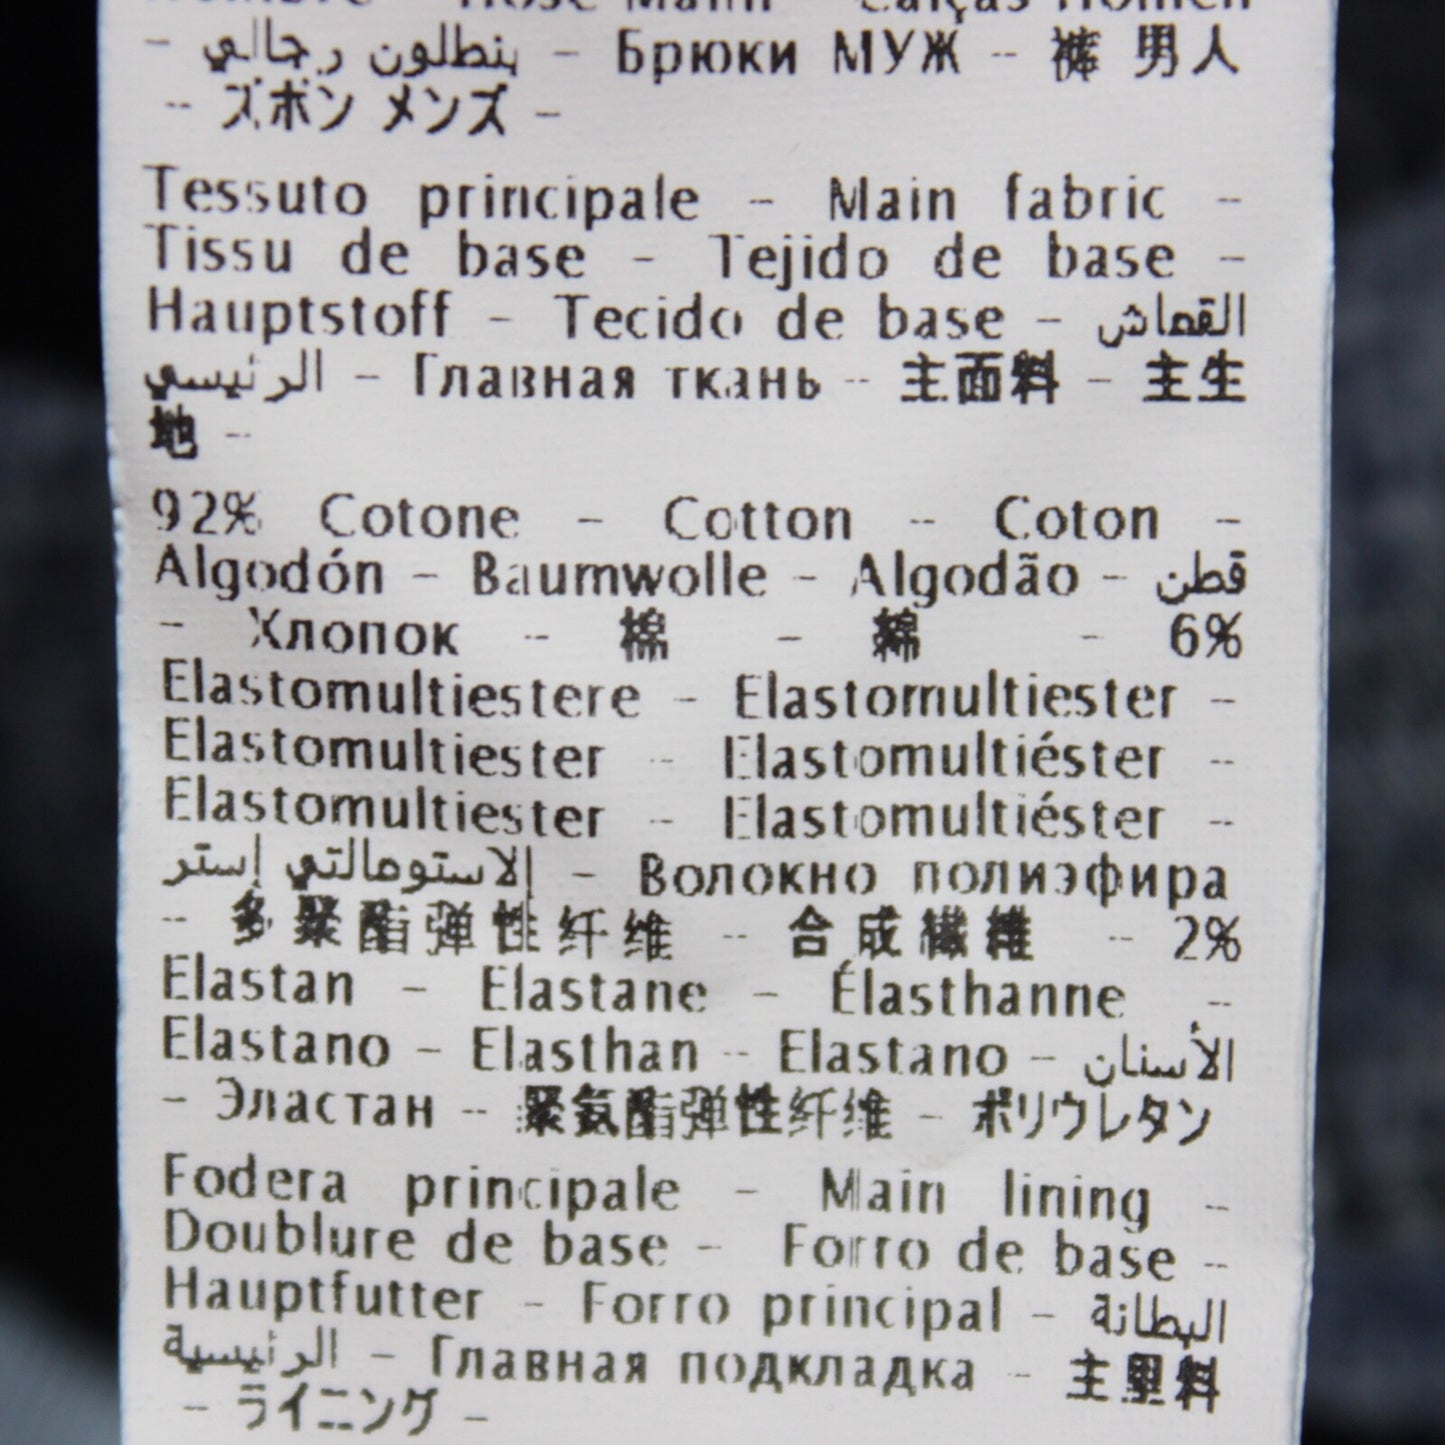 Hose Mann - Calças Homen
- بنطلون رجالي - Брюки МУЖ - 裤 男人
- ズボン メンズ -
Tessuto principale - Main fabric -
Tissu de base - Tejido de base -
Hauptstoff - Tecido de base - القماش
الرئيسي - Главная ткань - 主面料 - 主生
地 -
92% Cotone - Cotton - Coton -
Algodón - Baumwolle - Algodão - قطن
- Хлопок - 棉 - 綿 - 6%
Elastomultiestere - Elastomultiester -
Elastomultiester - Elastomultiéster -
Elastomultiester - Elastomultiéster -
الاستومالتي إستر - Волокно полиэфира
- 多聚酯弹性纤维 - 合成繊維 - 2%
Elastan - Elastane - Élasthanne -
Elastano - Elasthan - Elastano - الأسنان
- Эластан - 聚氨酯弹性纤维 - ポリウレタン
Fodera principale - Main lining -
Doublure de base - Forro de base -
Hauptfutter - Forro principal - البطانة
الرئيسية - Главная подкладка - 主里料
- ライニング -